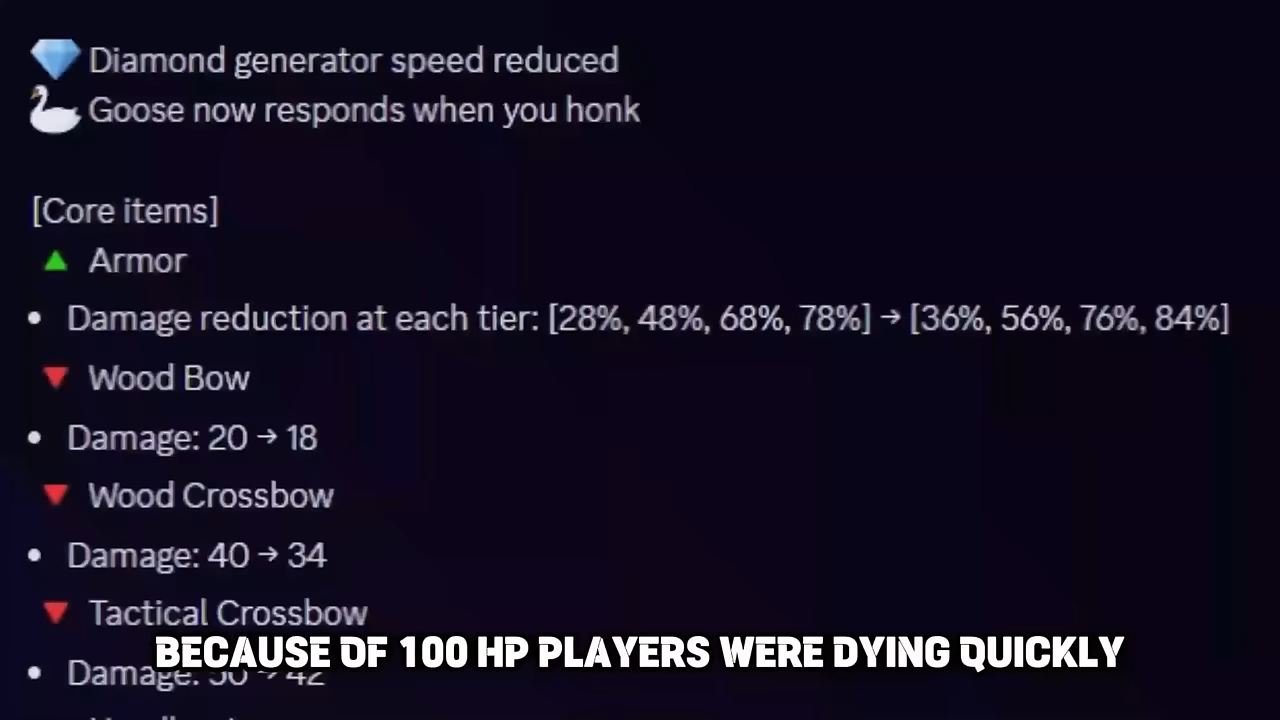 Diamond generator speed reduced
Goose now responds when you honk
[Core items]
Armor
• Damage reduction at each tier: [28%, 48%, 68%, 78%] → [36%, 56%, 76%, 84%]
Wood Bow
• Damage: 20 → 18
Wood Crossbow
• Damage: 40 → 34
Tactical Crossbow
BECAUSE OF 100 HP PLAYERS WERE DYING QUICKLY
• Damage: → 42